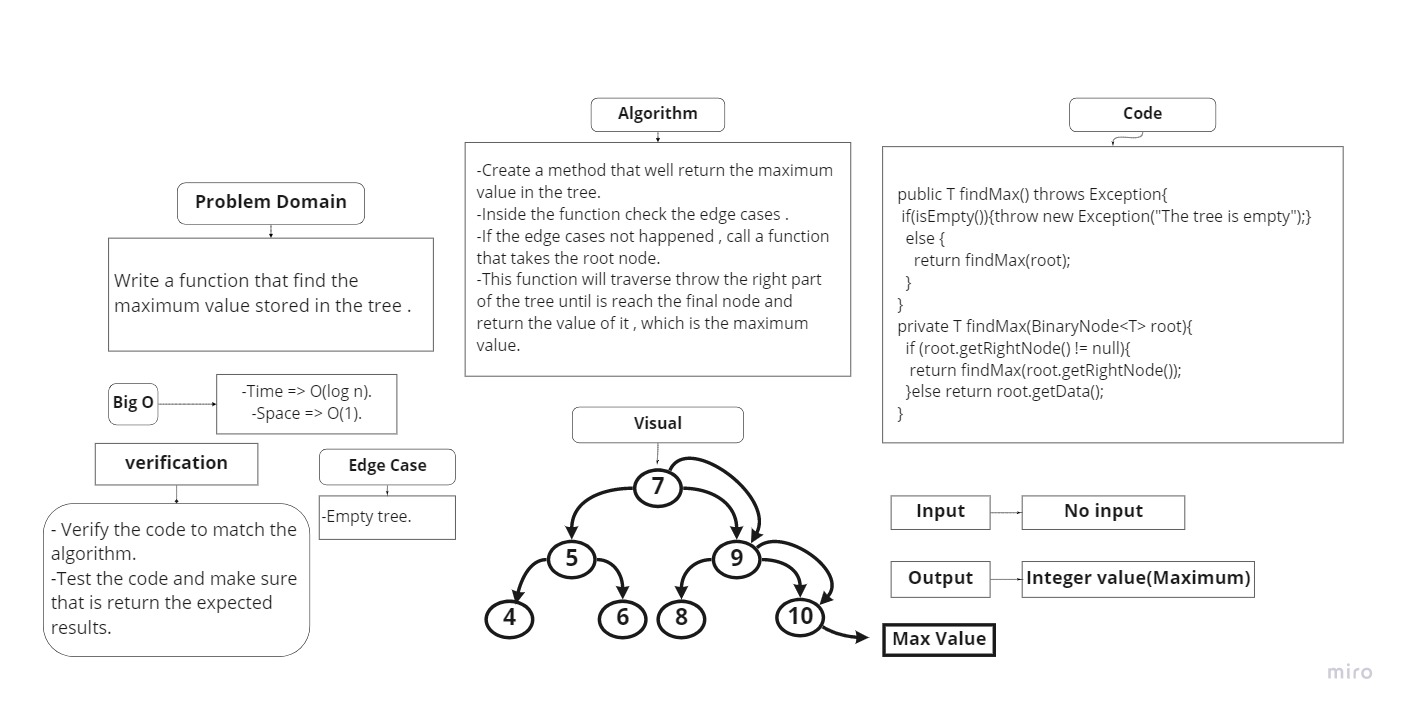 Problem Domain
Write a function that find the
maximum value stored in the tree .
Big O
-Time => O(log n).
-Space => O(1).
verification
- Verify the code to match the
algorithm.
-Test the code and make sure
that is return the expected
results.
Edge Case
-Empty tree.
Algorithm
-Create a method that well return the maximum
value in the tree.
-Inside the function check the edge cases .
-If the edge cases not happened , call a function
that takes the root node.
-This function will traverse throw the right part
of the tree until is reach the final node and
return the value of it , which is the maximum
value.
Visual
7
5
9
4
6
8
10
Max Value
Code
public T findMax() throws Exception{
if(isEmpty()){throw new Exception("The tree is empty");}
else {
return findMax(root);
}
}
private T findMax(BinaryNode<T> root){
if (root.getRightNode() != null){
return findMax(root.getRightNode());
}else return root.getData();
}
Input
No input
Output
Integer value(Maximum)
miro